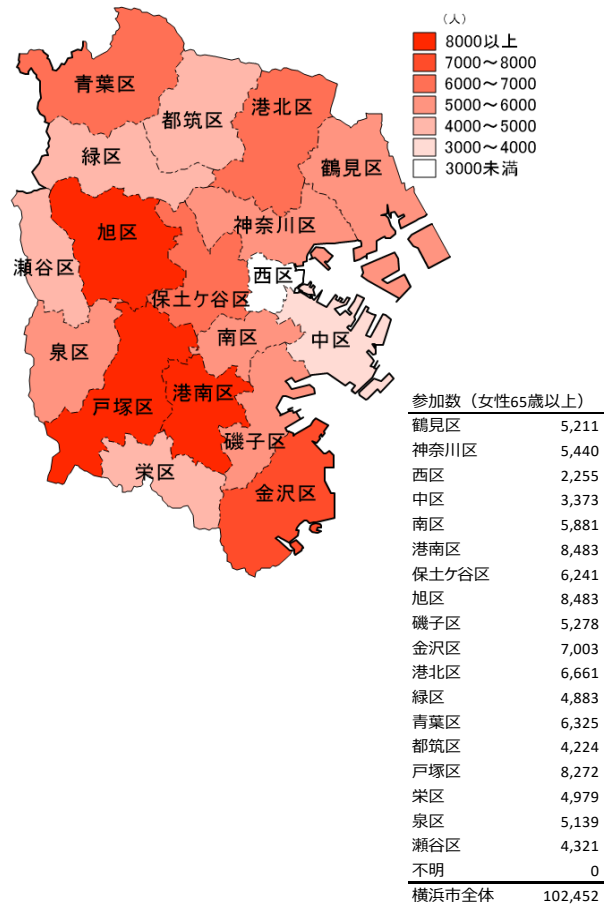 （人）
8000以上
7000～8000
6000～7000
5000～6000
4000～5000
3000～4000
3000未満
青葉区
都筑区
港北区
緑区
鶴見区
旭区
神奈川区
瀬谷区
西区
保土ケ谷区
南区
中区
泉区
戸塚区
港南区
磯子区
栄区
金沢区
参加数（女性65歳以上）
鶴見区 5,211
神奈川区 5,440
西区 2,255
中区 3,373
南区 5,881
港南区 8,483
保土ケ谷区 6,241
旭区 8,483
磯子区 5,278
金沢区 7,003
港北区 6,661
緑区 4,883
青葉区 6,325
都筑区 4,224
戸塚区 8,272
栄区 4,979
泉区 5,139
瀬谷区 4,321
不明 0
横浜市全体 102,452